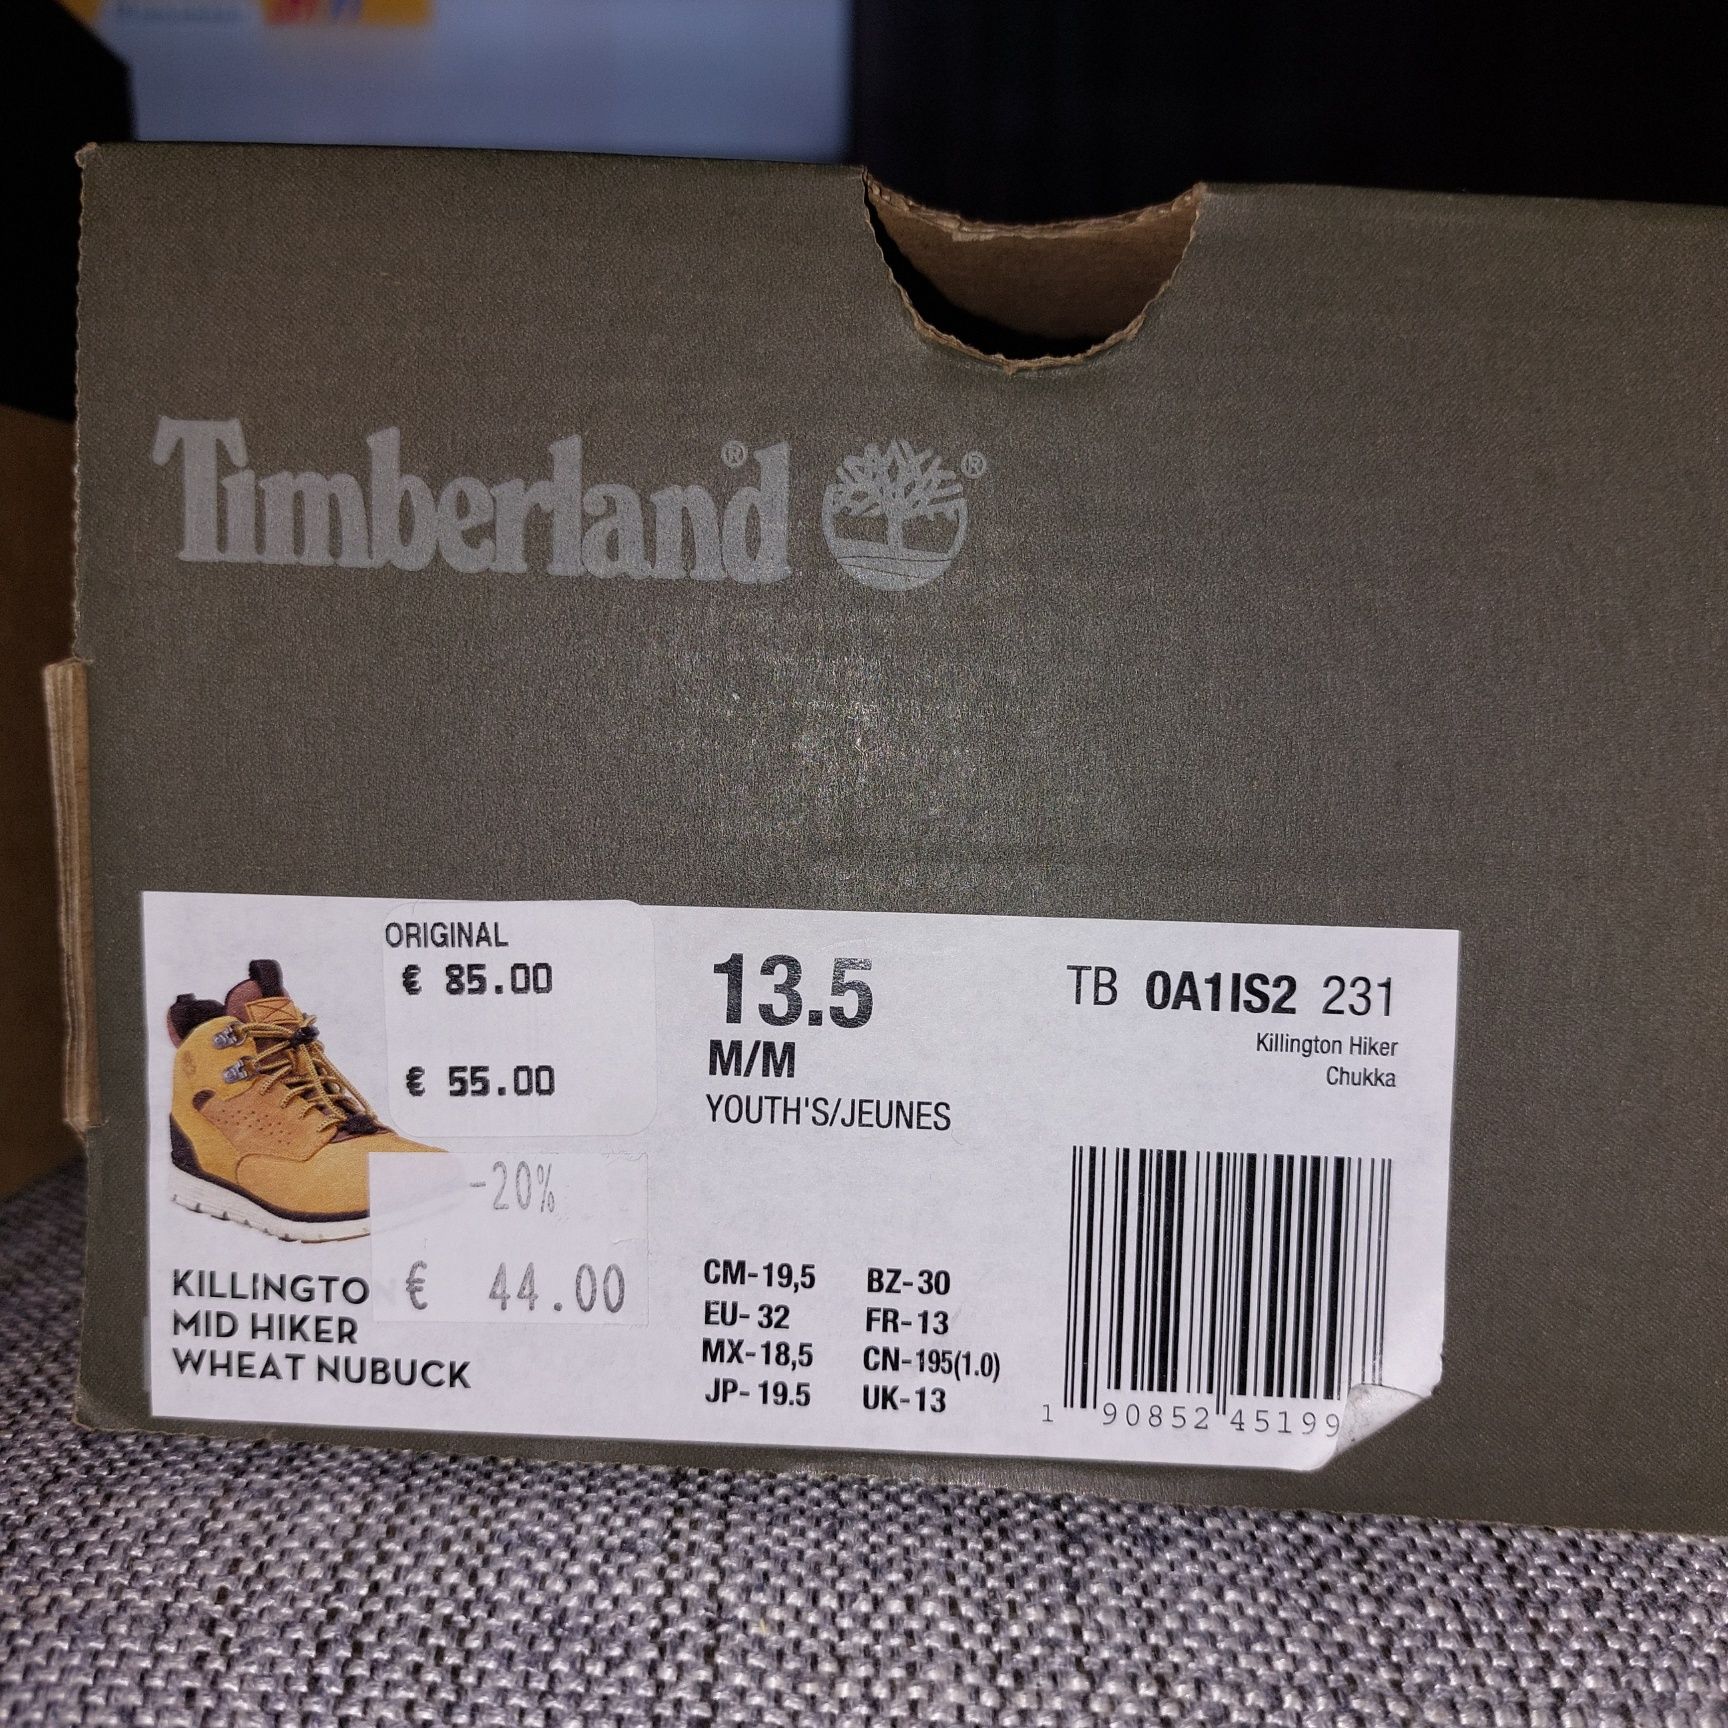 Timberland®
®
ORIGINAL
€ 85.00
€ 55.00
-20%
€ 44.00
KILLINGTO
MID HIKER
WHEAT NUBUCK
13.5
M/M
YOUTH'S/JEUNES
CM-19,5 BZ-30
EU- 32 FR-13
MX-18,5 CN-195(1.0)
JP- 19.5 UK-13
TB 0A1IS2 231
Killington Hiker
Chukka
1 90852 45199